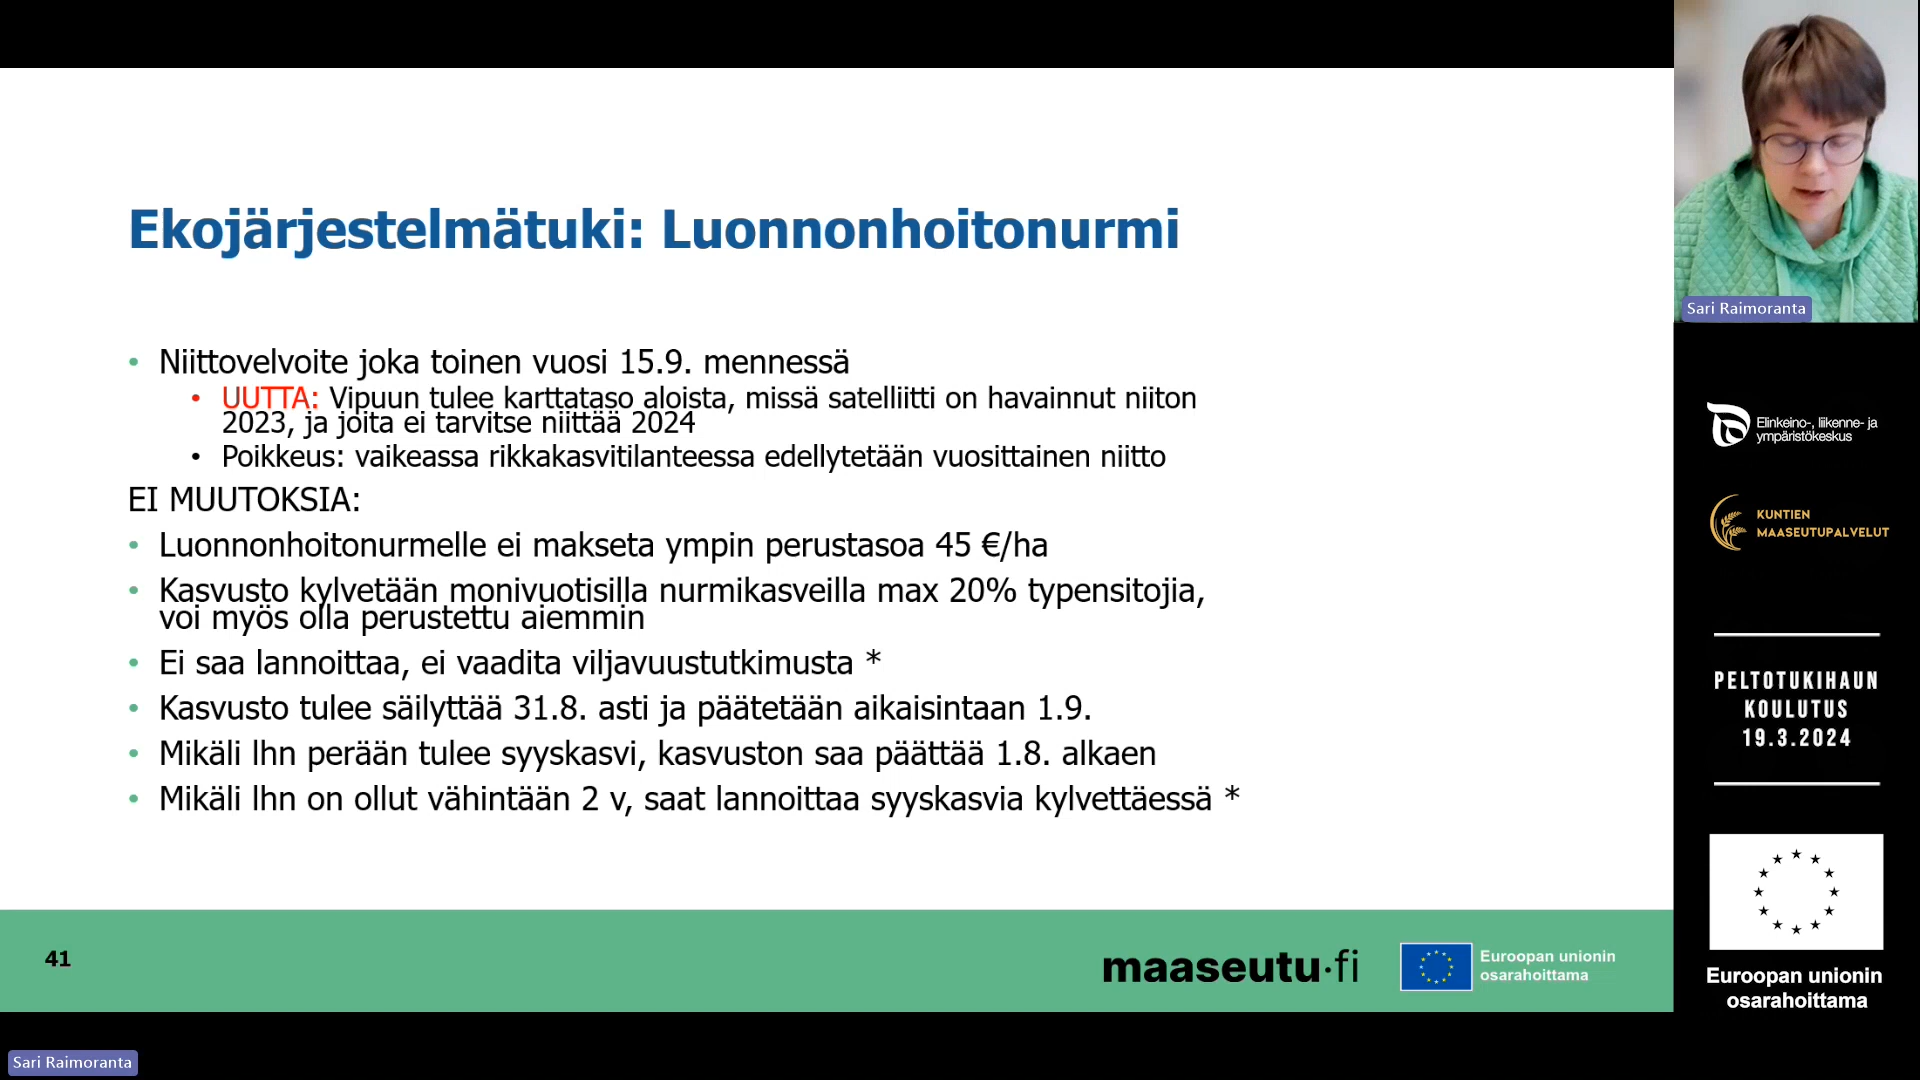 Ekojärjestelmätuki: Luonnonhoitonurmi
• Niittovelvoite joka toinen vuosi 15.9. mennessä
• UUTTA: Vipuun tulee karttataso aloista, missä satelliitti on havainnut niiton
2023, ja joita ei tarvitse niittää 2024
• Poikkeus: vaikeassa rikkakasvitilanteessa edellytetään vuosittainen niitto
EI MUUTOKSIA:
• Luonnonhoitonurmelle ei makseta ympin perustasoa 45 €/ha
• Kasvusto kylvetään monivuotisilla nurmikasveilla max 20% typensitojia,
voi myös olla perustettu aiemmin
• Ei saa lannoittaa, ei vaadita viljavuustutkimusta *
• Kasvusto tulee säilyttää 31.8. asti ja päätetään aikaisintaan 1.9.
• Mikäli lhn perään tulee syyskasvi, kasvuston saa päättää 1.8. alkaen
• Mikäli lhn on ollut vähintään 2 v, saat lannoittaa syyskasvia kylvettäessä *
41
maaseutu·fi
Euroopan unionin
osarahoittama
Sari Raimoranta
Elinkeino-, liikenne- ja
ympäristökeskus
KUNTIEN
MAASEUTUPALVELUT
PELTOTUKIHAUN
KOULUTUS
19.3.2024
Euroopan unionin
osarahoittama
Sari Raimoranta